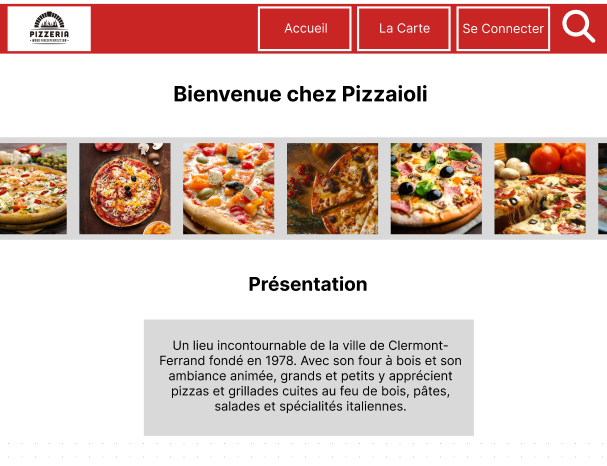 PIZZERIA
Accueil
La Carte
Se Connecter
Bienvenue chez Pizzaioli
Présentation
Un lieu incontournable de la ville de Clermont-
Ferrand fondé en 1978. Avec son four à bois et son
ambiance animée, grands et petits y apprécient
pizzas et grillades cuites au feu de bois, pâtes,
salades et spécialités italiennes.